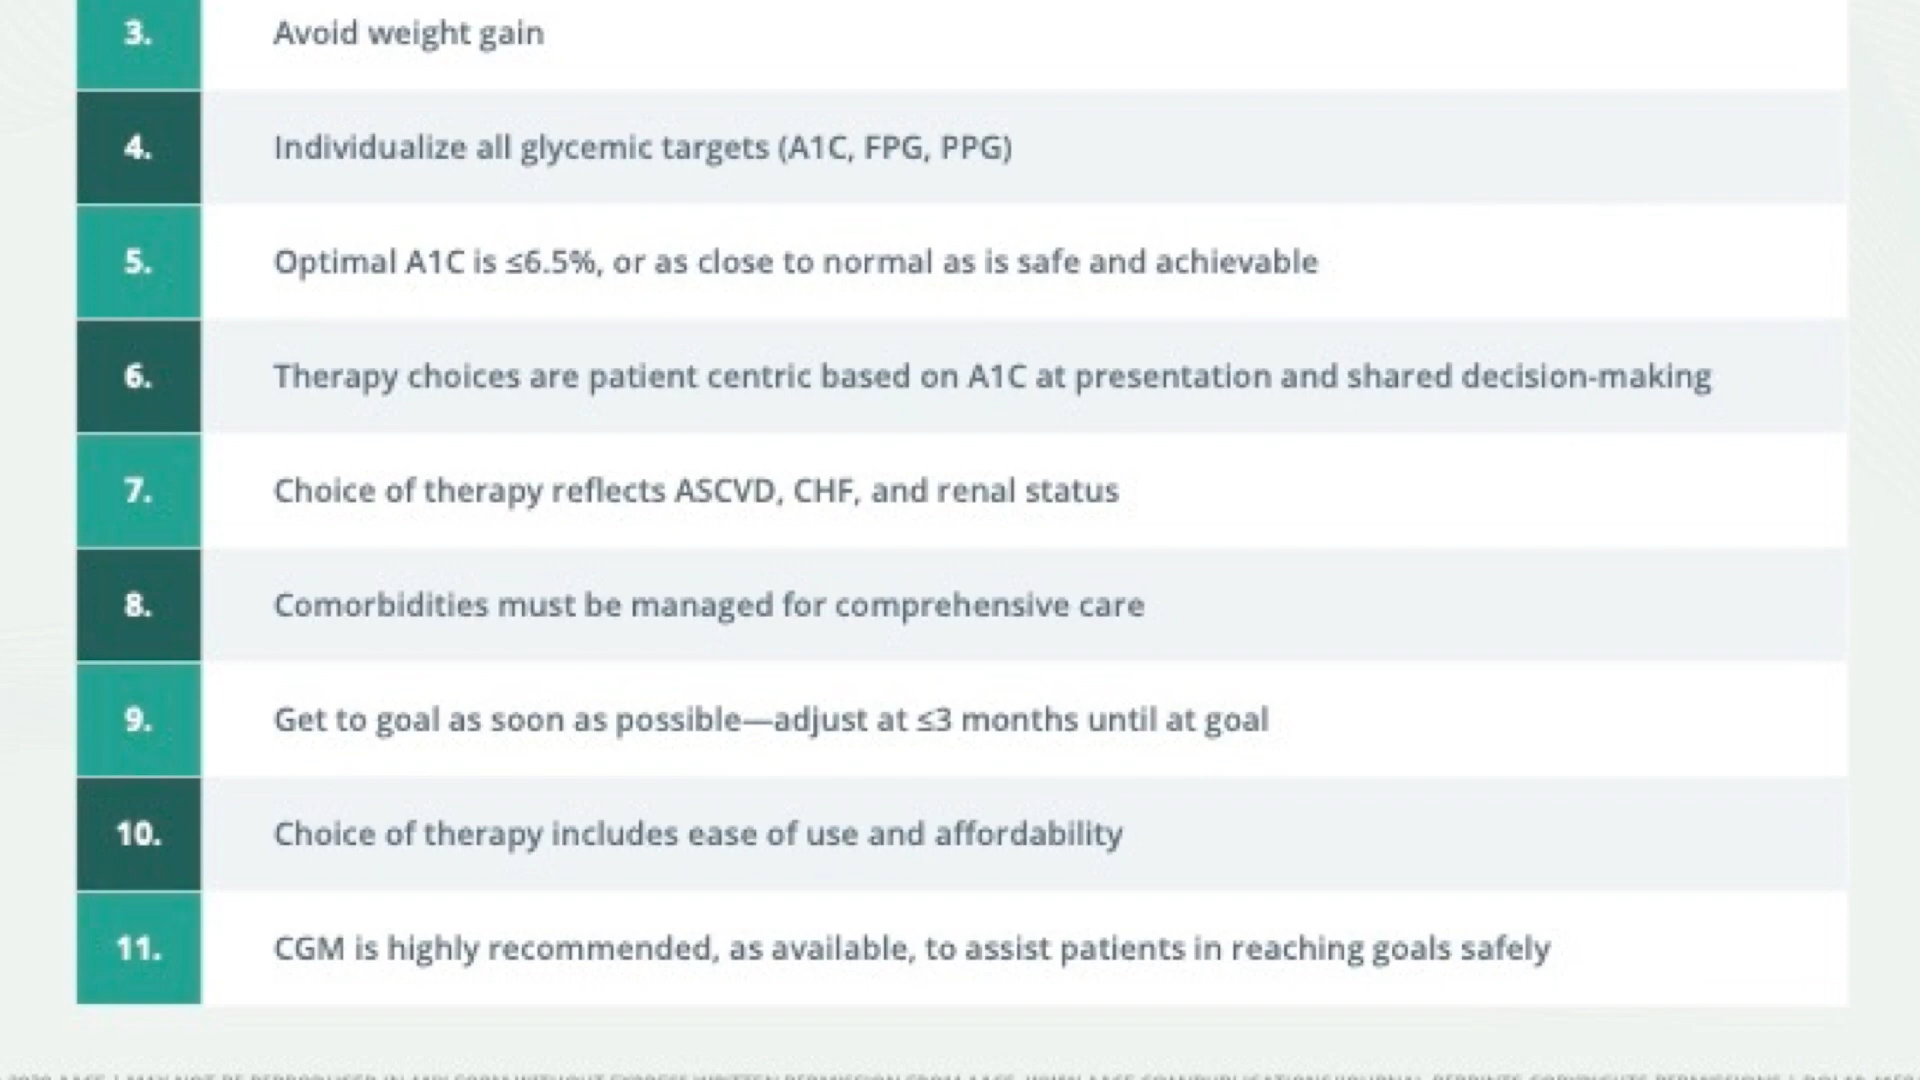 3. Avoid weight gain
4. Individualize all glycemic targets (A1C, FPG, PPG)
5. Optimal A1C is ≤6.5%, or as close to normal as is safe and achievable
6. Therapy choices are patient centric based on A1C at presentation and shared decision-making
7. Choice of therapy reflects ASCVD, CHF, and renal status
8. Comorbidities must be managed for comprehensive care
9. Get to goal as soon as possible—adjust at ≤3 months until at goal
10. Choice of therapy includes ease of use and affordability
11. CGM is highly recommended, as available, to assist patients in reaching goals safely